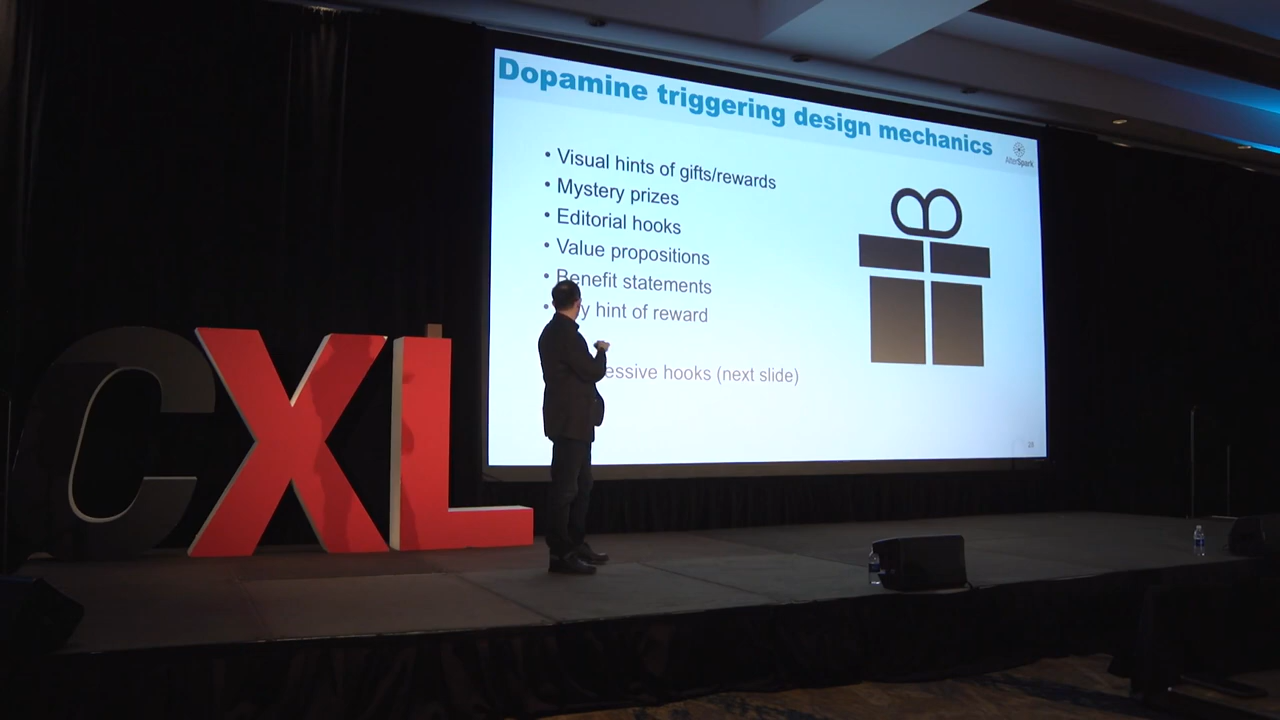 Dopamine triggering design mechanics
AlterSpark
• Visual hints of gifts/rewards
• Mystery prizes
• Editorial hooks
• Value propositions
• Benefit statements
• hint of reward
hooks (next slide)
CXL